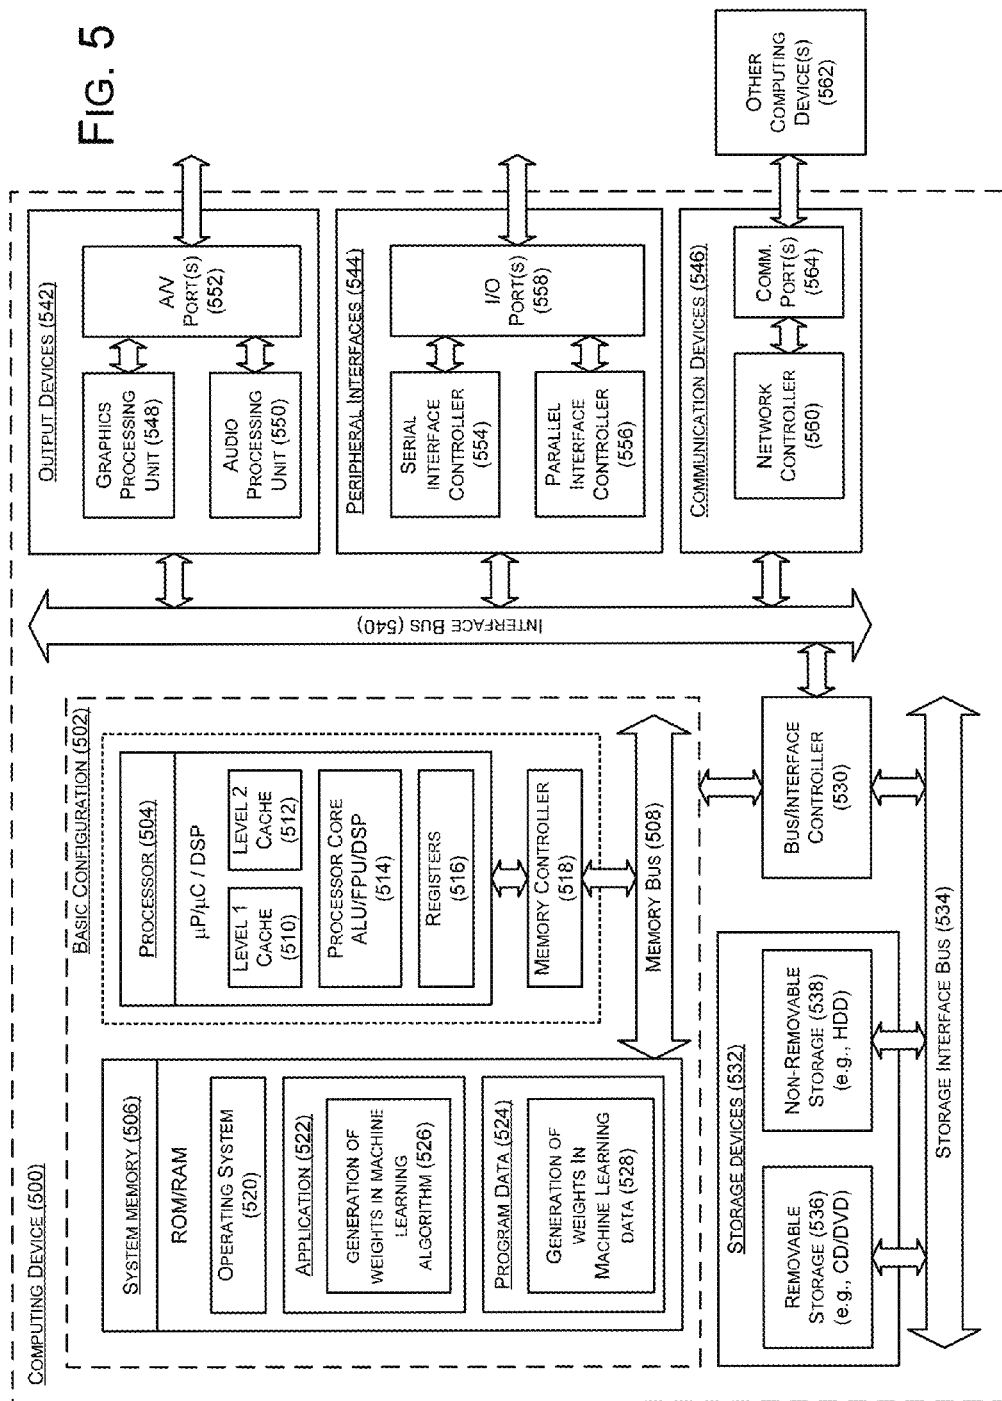 FIG. 5
COMPUTING DEVICE (500)
BASIC CONFIGURATION (502)
SYSTEM MEMORY (506)
ROM/RAM
OPERATING SYSTEM
(520)
APPLICATION (522)
GENERATION OF
WEIGHTS IN MACHINE
LEARNING
ALGORITHM (526)
PROGRAM DATA (524)
GENERATION OF
WEIGHTS IN
MACHINE LEARNING
DATA (528)
PROCESSOR (504)
µP/µC / DSP
LEVEL 1
CACHE
(510)
LEVEL 2
CACHE
(512)
PROCESSOR CORE
ALU/FPU/DSP
(514)
REGISTERS
(516)
MEMORY CONTROLLER
(518)
MEMORY BUS (508)
STORAGE DEVICES (532)
REMOVABLE
STORAGE (536)
(e.g., CD/DVD)
NON-REMOVABLE
STORAGE (538)
(e.g., HDD)
BUS/INTERFACE
CONTROLLER
(530)
STORAGE INTERFACE BUS (534)
INTERFACE BUS (540)
OUTPUT DEVICES (542)
GRAPHICS
PROCESSING
UNIT (548)
AUDIO
PROCESSING
UNIT (550)
A/V
PORT(S)
(552)
PERIPHERAL INTERFACES (544)
SERIAL
INTERFACE
CONTROLLER
(554)
PARALLEL
INTERFACE
CONTROLLER
(556)
I/O
PORT(S)
(558)
COMMUNICATION DEVICES (546)
NETWORK
CONTROLLER
(560)
COMM.
PORT(S)
(564)
OTHER
COMPUTING
DEVICE(S)
(562)